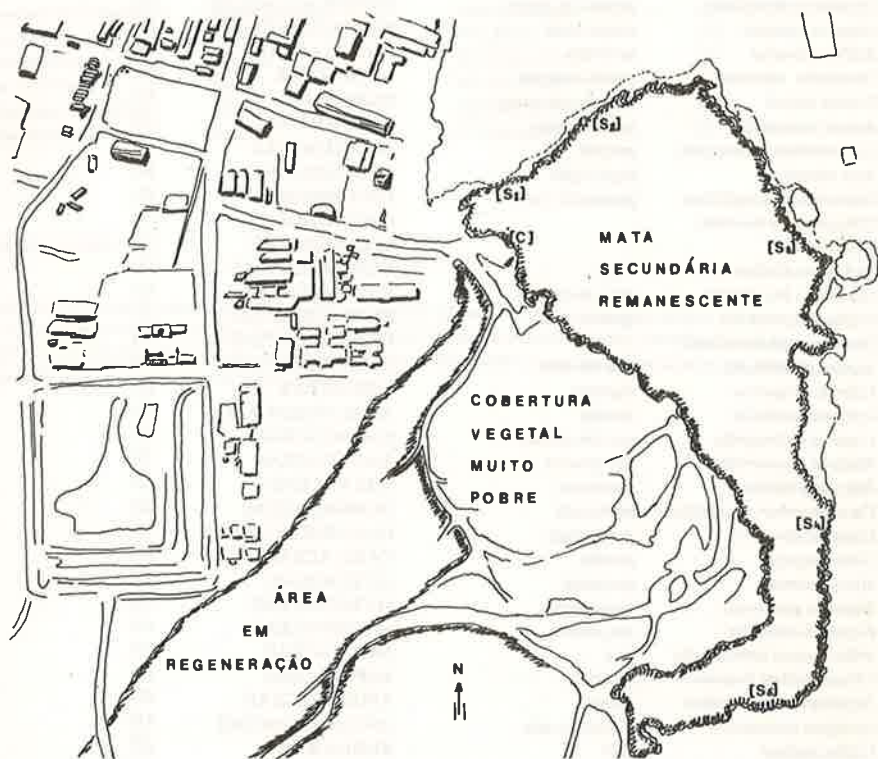 [S₂]
[S₁]
[C]
[S₃]
MATA
SECUNDÁRIA
REMANESCENTE
COBERTURA
VEGETAL
MUITO
POBRE
[S₄]
ÁREA
EM
REGENERAÇÃO
N
[S₅]